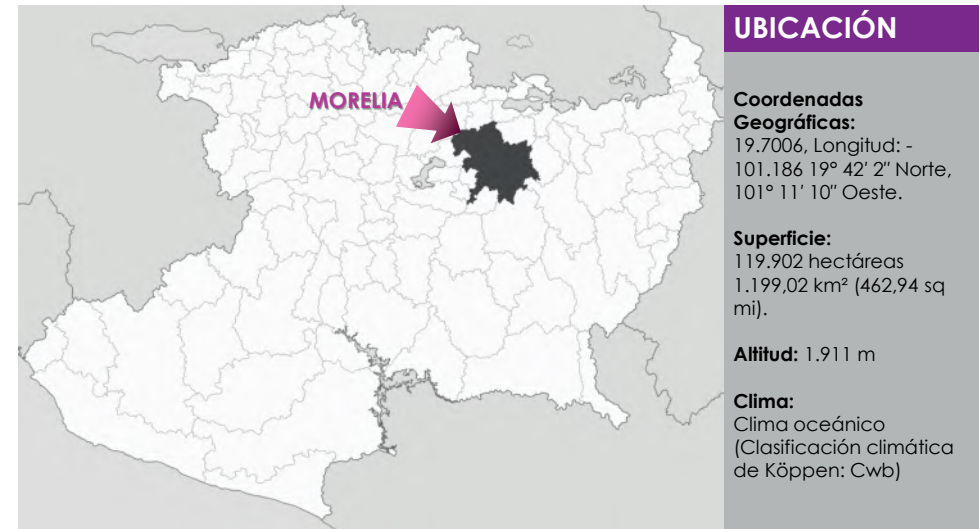 MORELIA
UBICACIÓN
Coordenadas
Geográficas:
19.7006, Longitud: -
101.186 19° 42′ 2″ Norte,
101° 11′ 10″ Oeste.
Superficie:
119.902 hectáreas
1.199,02 km² (462,94 sq
mi).
Altitud: 1.911 m
Clima:
Clima oceánico
(Clasificación climática
de Köppen: Cwb)